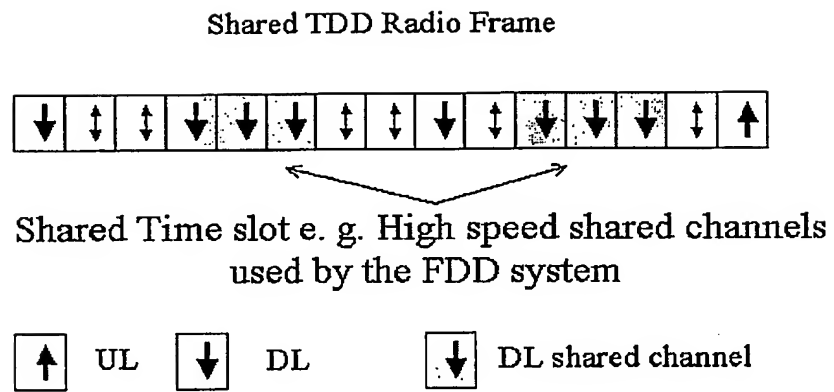 Shared TDD Radio Frame
Shared Time slot e. g. High speed shared channels
used by the FDD system
UL DL DL shared channel